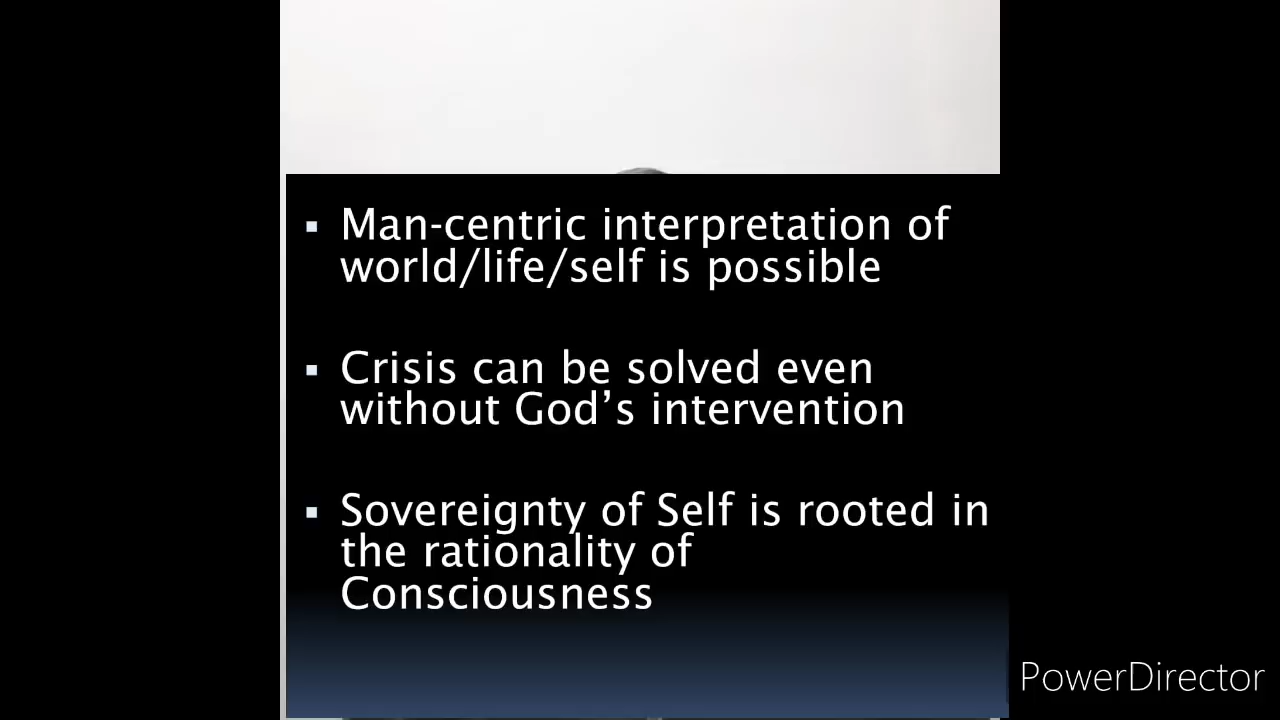 ▪ Man-centric interpretation of
world/life/self is possible
▪ Crisis can be solved even
without God’s intervention
▪ Sovereignty of Self is rooted in
the rationality of
Consciousness
PowerDirector